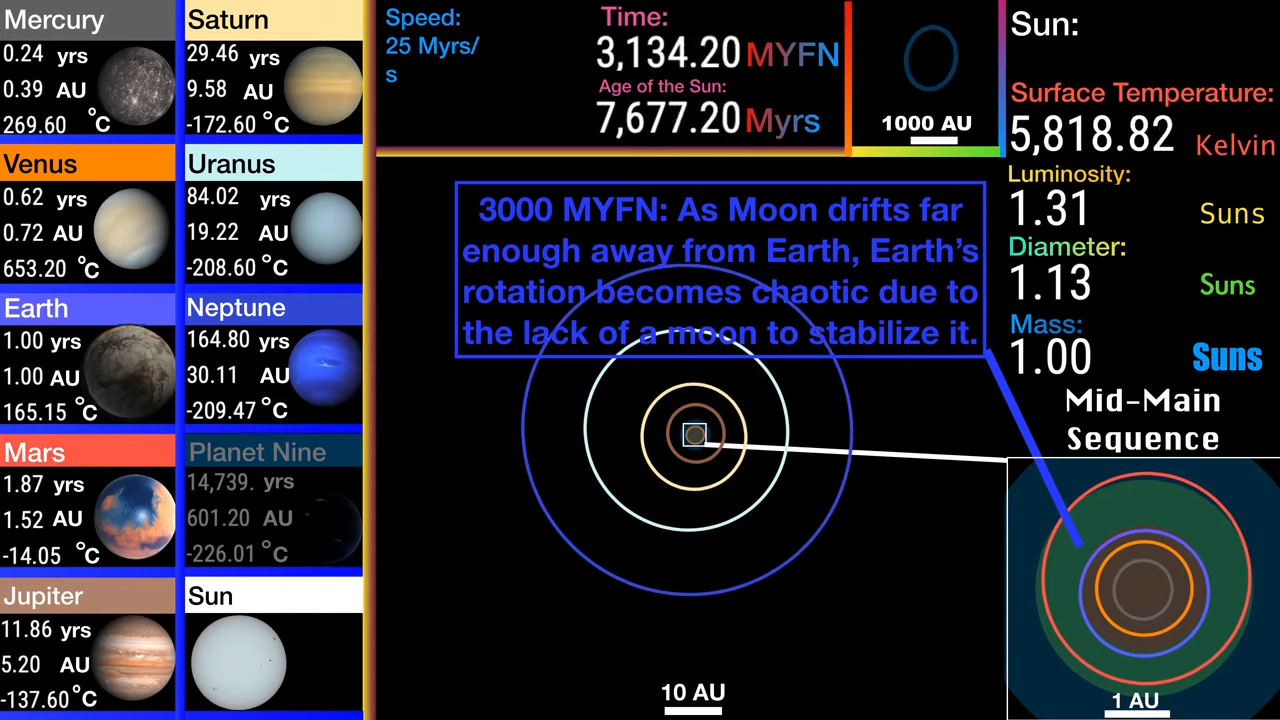 Mercury
0.24 yrs
0.39 AU
269.60 °C
Venus
0.62 yrs
0.72 AU
653.20 °C
Earth
1.00 yrs
1.00 AU
165.15 °C
Mars
1.87 yrs
1.52 AU
-14.05 °C
Jupiter
11.86 yrs
5.20 AU
-137.60 °C
Saturn
29.46 yrs
9.58 AU
-172.60 °C
Uranus
84.02 yrs
19.22 AU
-208.60 °C
Neptune
164.80 yrs
30.11 AU
-209.47 °C
Planet Nine
14,739. yrs
601.20 AU
-226.01 °C
Sun
Speed:
25 Myrs/
s
Time:
3,134.20 MYFN
Age of the Sun:
7,677.20 Myrs
1000 AU
3000 MYFN: As Moon drifts far
enough away from Earth, Earth's
rotation becomes chaotic due to
the lack of a moon to stabilize it.
10 AU
Sun:
Surface Temperature:
5,818.82 Kelvin
Luminosity:
1.31 Suns
Diameter:
1.13 Suns
Mass:
1.00 Suns
Mid-Main
Sequence
1 AU